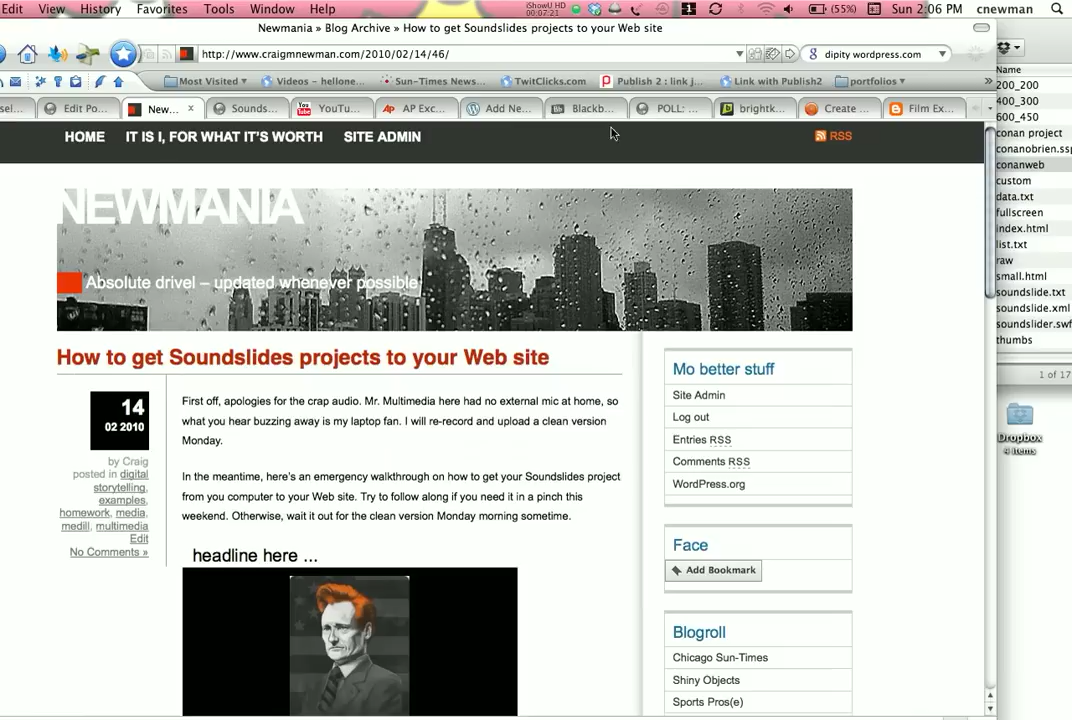 Edit View History Favorites Tools Window Help iShowU HD 00:07:21 (55%) Sun 2:06 PM cnewman
Newmania » Blog Archive » How to get Soundslides projects to your Web site
http://www.craigmnewman.com/2010/02/14/46/ dipity wordpress.com
Most Visited Videos – hellone... Sun-Times News... TwitClicks.com Publish 2 : link j... Link with Publish2 portfolios »
sel... Edit Po... New... x Sounds... YouTu... AP Exc... Add Ne... Blackb... POLL: ... brightk... Create ... Film Ex...
HOME IT IS I, FOR WHAT IT'S WORTH SITE ADMIN RSS
NEWMANIA
Absolute drivel – updated whenever possible
How to get Soundslides projects to your Web site
14
02 2010
by Craig
posted in digital
storytelling,
examples,
homework, media,
medill, multimedia
Edit
No Comments »
First off, apologies for the crap audio. Mr. Multimedia here had no external mic at home, so
what you hear buzzing away is my laptop fan. I will re-record and upload a clean version
Monday.
In the meantime, here's an emergency walkthrough on how to get your Soundslides project
from you computer to your Web site. Try to follow along if you need it in a pinch this
weekend. Otherwise, wait it out for the clean version Monday morning sometime.
headline here ...
Mo better stuff
Site Admin
Log out
Entries RSS
Comments RSS
WordPress.org
Face
Add Bookmark
Blogroll
Chicago Sun-Times
Shiny Objects
Sports Pros(e)
Name
200_200
400_300
600_450
conan project
conanobrien.ssp
conanweb
custom
data.txt
fullscreen
index.html
list.txt
raw
small.html
soundslide.txt
soundslide.xml
soundslider.swf
thumbs
1 of 17
Dropbox
4 items